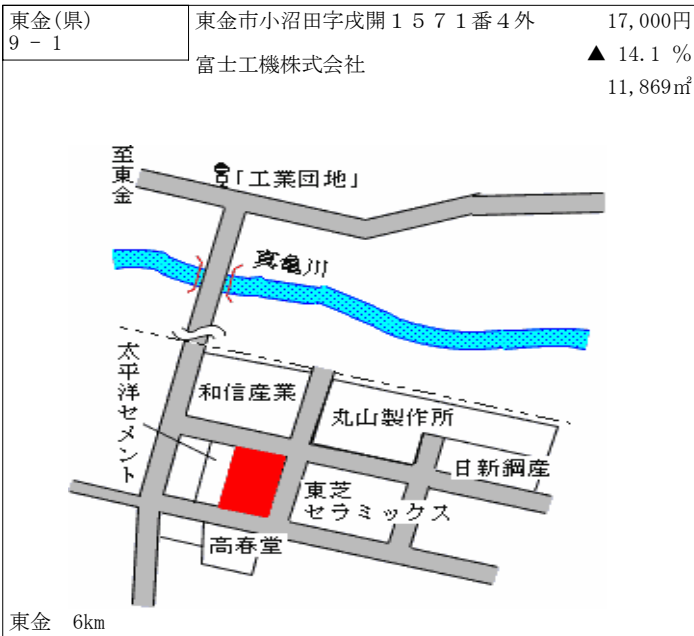 東金(県)
9 - 1
東金市小沼田字戌開１５７１番４外
17,000円
富士工機株式会社
▲ 14.1 %
11,869㎡
至東金
「工業団地」
真亀川
太平洋セメント
和信産業
丸山製作所
日新鋼産
東芝
セラミックス
高春堂
東金 6km